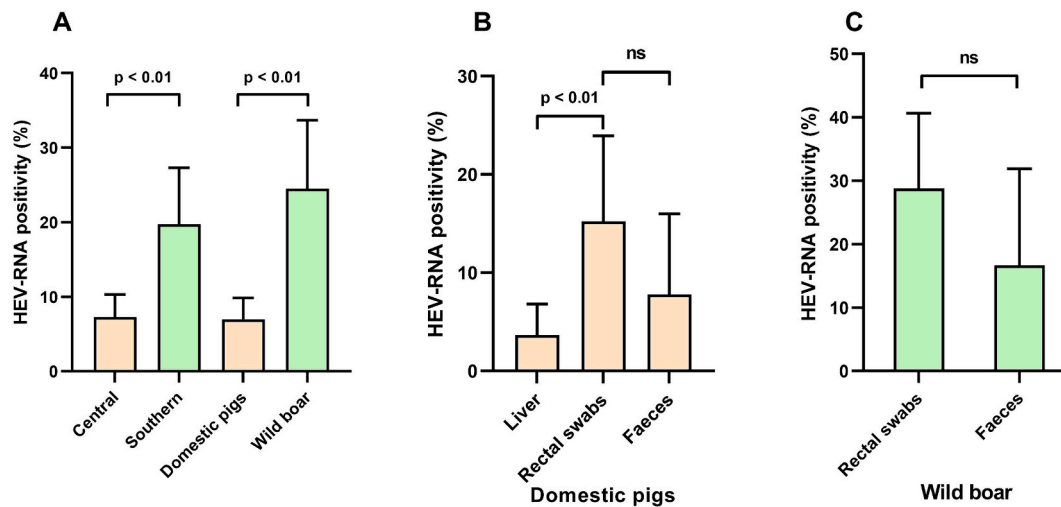 A
HEV-RNA positivity (%)
40
30
20
10
0
p < 0.01
p < 0.01
Central
Southern
Domestic pigs
Wild boar
B
HEV-RNA positivity (%)
30
20
10
0
p < 0.01
ns
Liver
Rectal swabs
Faeces
Domestic pigs
C
HEV-RNA positivity (%)
50
40
30
20
10
0
ns
Rectal swabs
Faeces
Wild boar